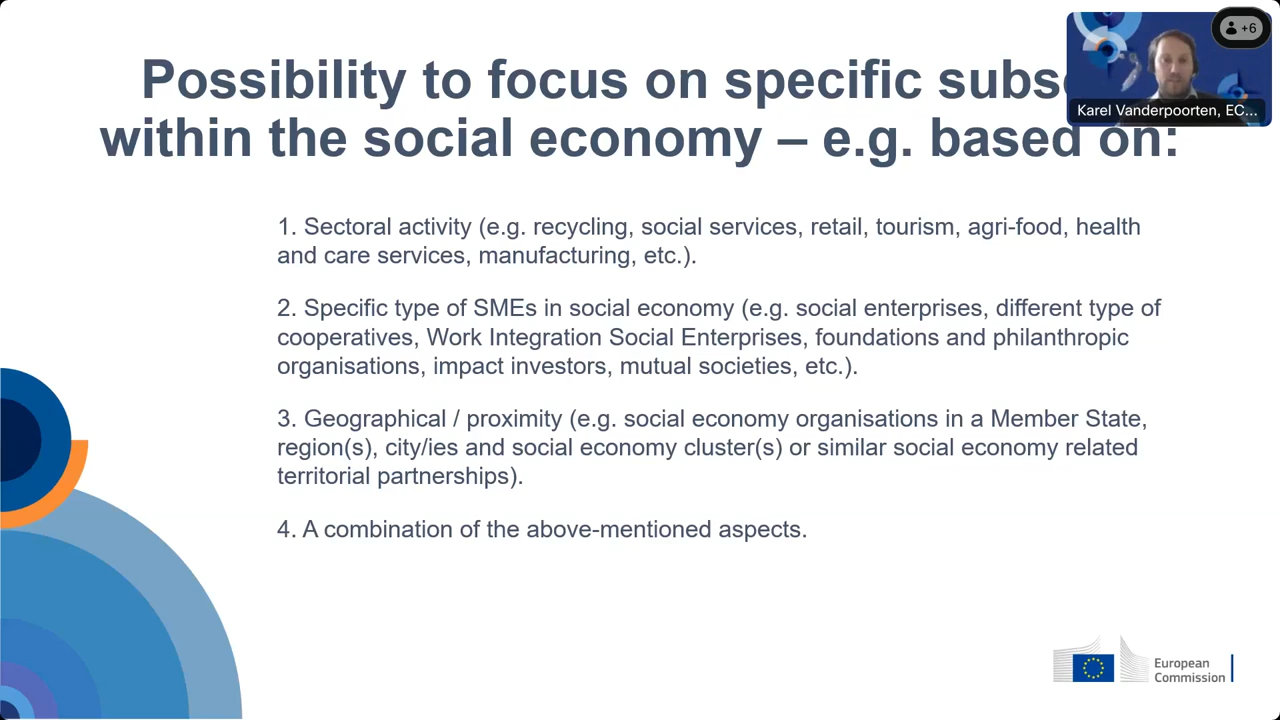 Possibility to focus on specific
within the social economy – e.g. based on:
+6
Karel Vanderpoorten, EC...
1. Sectoral activity (e.g. recycling, social services, retail, tourism, agri-food, health
and care services, manufacturing, etc.).
2. Specific type of SMEs in social economy (e.g. social enterprises, different type of
cooperatives, Work Integration Social Enterprises, foundations and philanthropic
organisations, impact investors, mutual societies, etc.).
3. Geographical / proximity (e.g. social economy organisations in a Member State,
region(s), city/ies and social economy cluster(s) or similar social economy related
territorial partnerships).
4. A combination of the above-mentioned aspects.
European
Commission